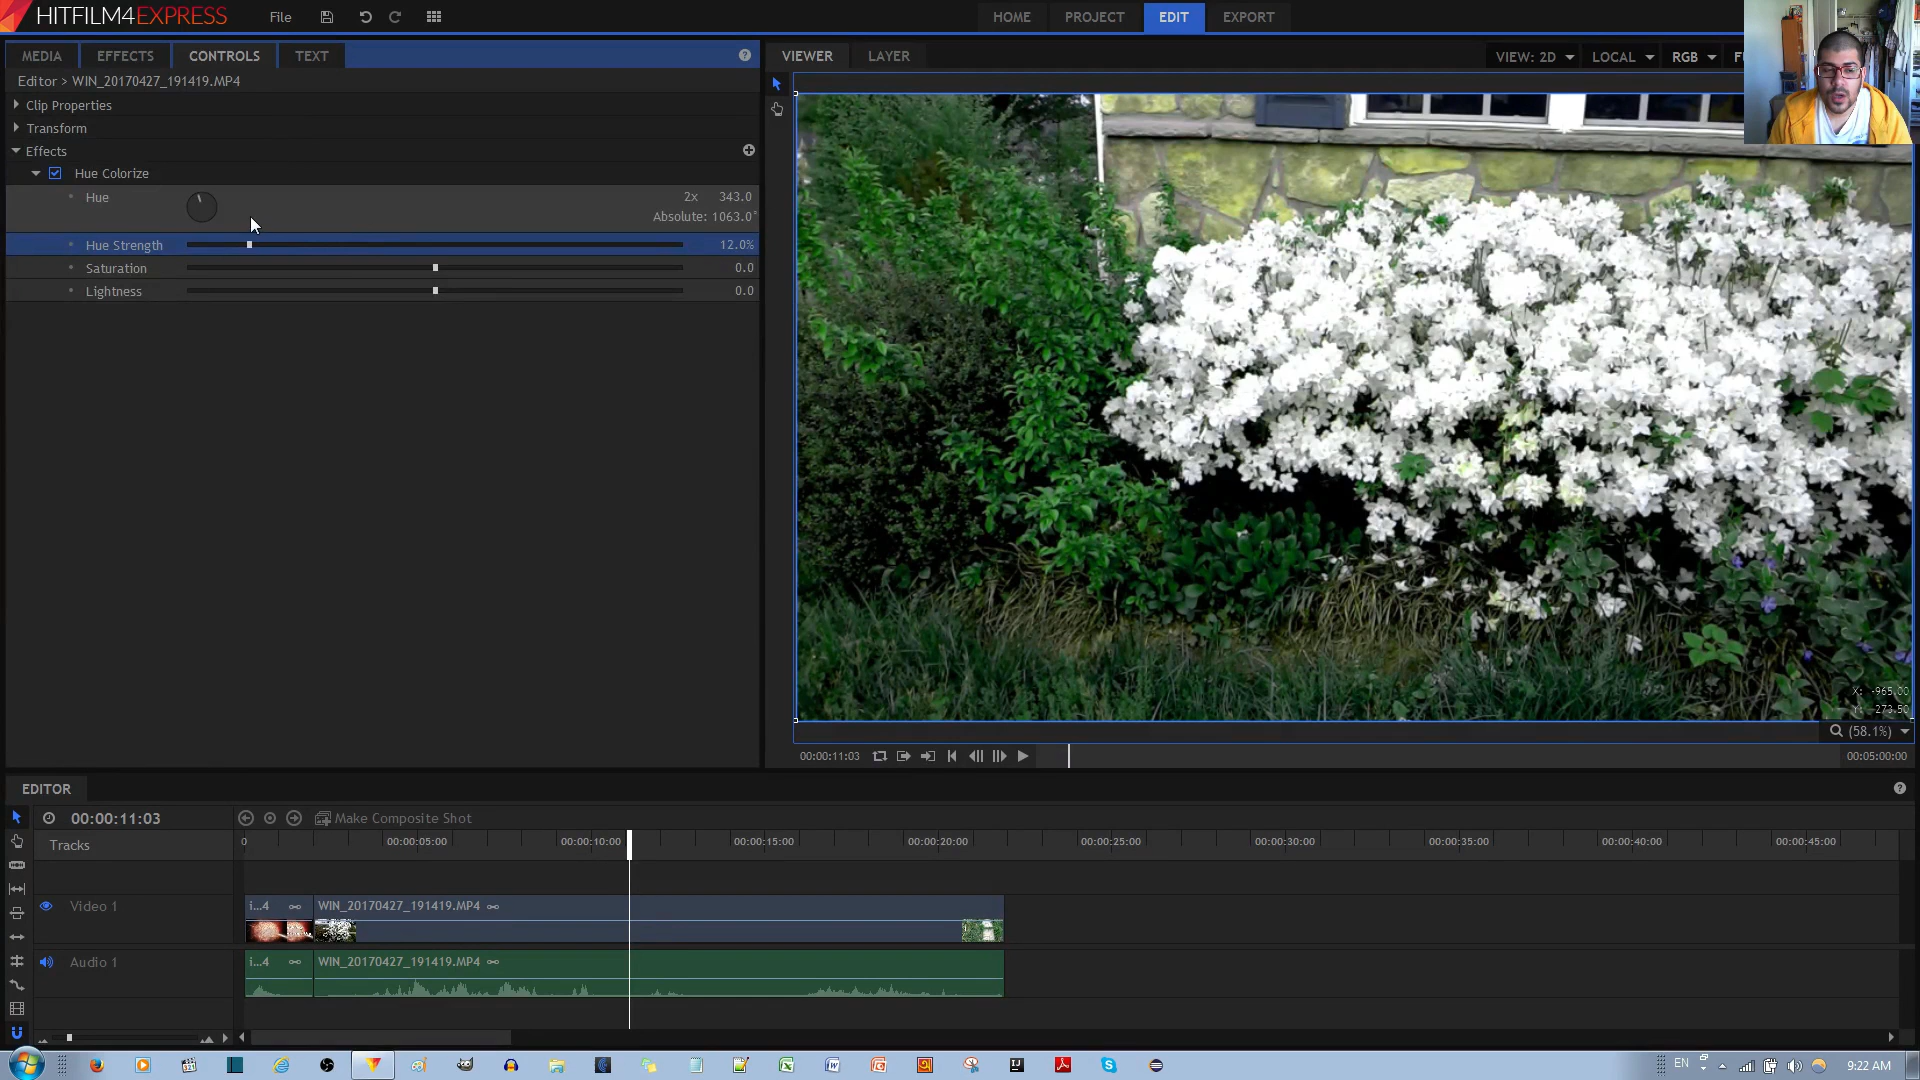 HITFILM4EXPRESS File HOME PROJECT EDIT EXPORT
MEDIA EFFECTS CONTROLS TEXT
Editor > WIN_20170427_191419.MP4
Clip Properties
Transform
Effects
Hue Colorize
Hue 2x 343.0
Absolute: 1063.0°
Hue Strength 12.0%
Saturation 0.0
Lightness 0.0
VIEWER LAYER VIEW: 2D LOCAL RGB
X: -965.00
Y: -273.50
(58.1%)
00:00:11:03 00:05:00:00
EDITOR
00:00:11:03 Make Composite Shot
Tracks 0 00:00:05:00 00:00:10:00 00:00:15:00 00:00:20:00 00:00:25:00 00:00:30:00 00:00:35:00 00:00:40:00 00:00:45:00
Video 1 i...4 WIN_20170427_191419.MP4
Audio 1 i...4 WIN_20170427_191419.MP4
EN 9:22 AM